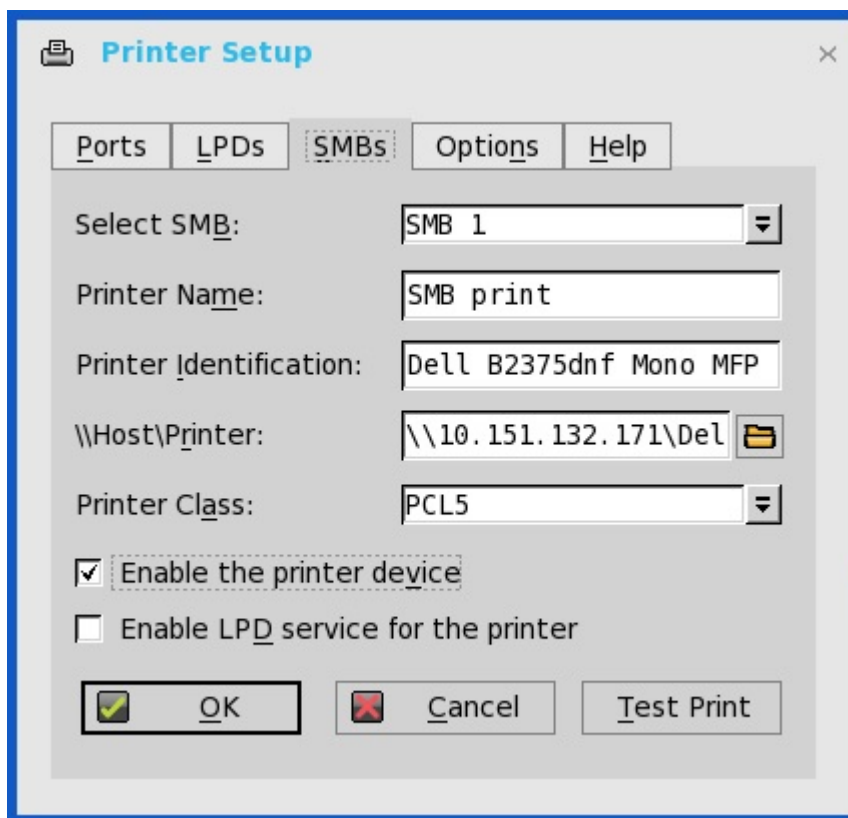 Printer Setup
Ports LPDs SMBs Options Help
Select SMB: SMB 1
Printer Name: SMB print
Printer Identification: Dell B2375dnf Mono MFP
\\Host\Printer: \\10.151.132.171\Del
Printer Class: PCL5
Enable the printer device
Enable LPD service for the printer
OK Cancel Test Print